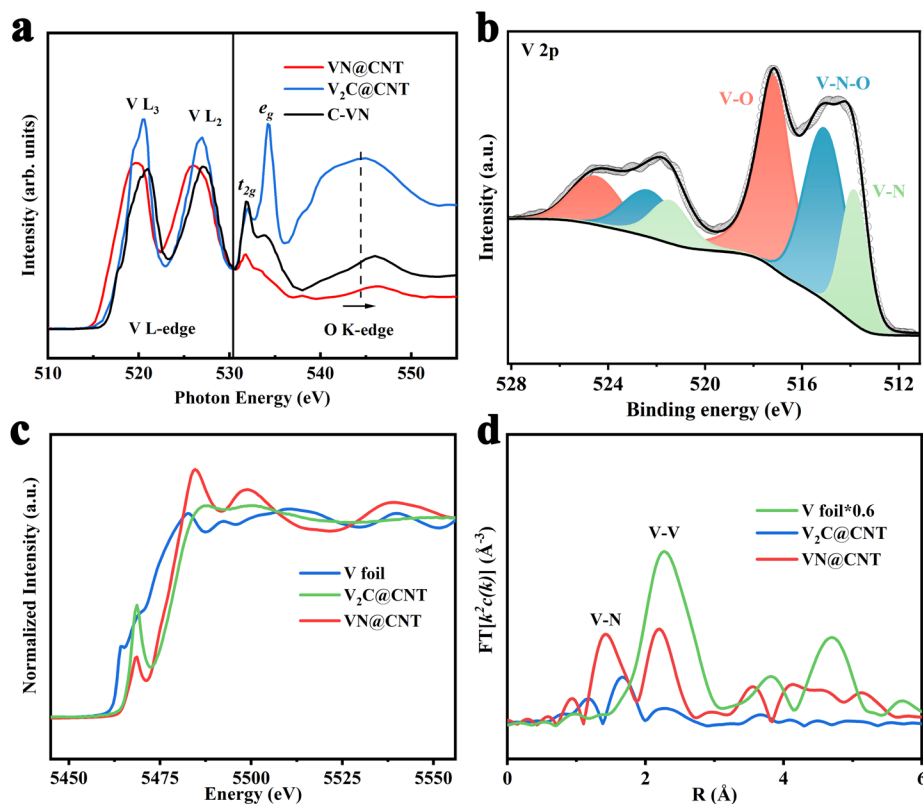 a
Intensity (arb. units)
V L₃
V L₂
t₂g
e_g
VN@CNT
V₂C@CNT
C-VN
V L-edge
O K-edge
510 520 530 540 550
Photon Energy (eV)
b
V 2p
Intensity (a.u.)
V-O
V-N-O
V-N
528 524 520 516 512
Binding energy (eV)
c
Normalized Intensity (a.u.)
V foil
V₂C@CNT
VN@CNT
5450 5475 5500 5525 5550
Energy (eV)
d
FT[k²c(k)] (Å⁻³)
V-N
V-V
V foil*0.6
V₂C@CNT
VN@CNT
0 2 4 6
R (Å)